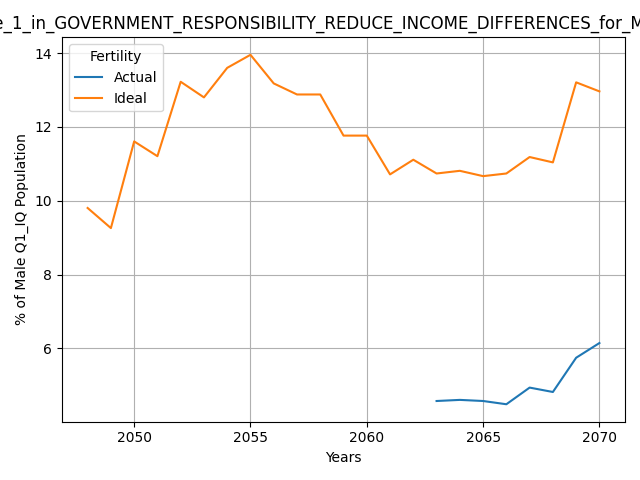 e_1_in_GOVERNMENT_RESPONSIBILITY_REDUCE_INCOME_DIFFERENCES_for_M
Fertility
Actual
Ideal
14
12
10
8
6
% of Male Q1_IQ Population
2050
2055
2060
2065
2070
Years